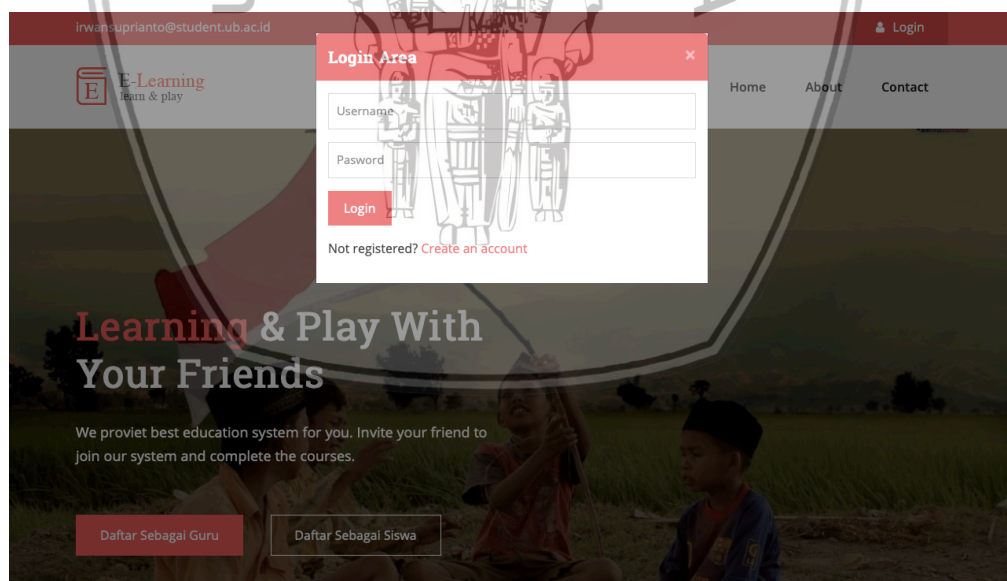 irwansuprianto@student.ub.ac.id
Login
E
E-Learning
learn & play
Home About Contact
Login Area
×
Username
Pasword
Login
Not registered? Create an account
Learning & Play With
Your Friends
We proviet best education system for you. Invite your friend to
join our system and complete the courses.
Daftar Sebagai Guru
Daftar Sebagai Siswa